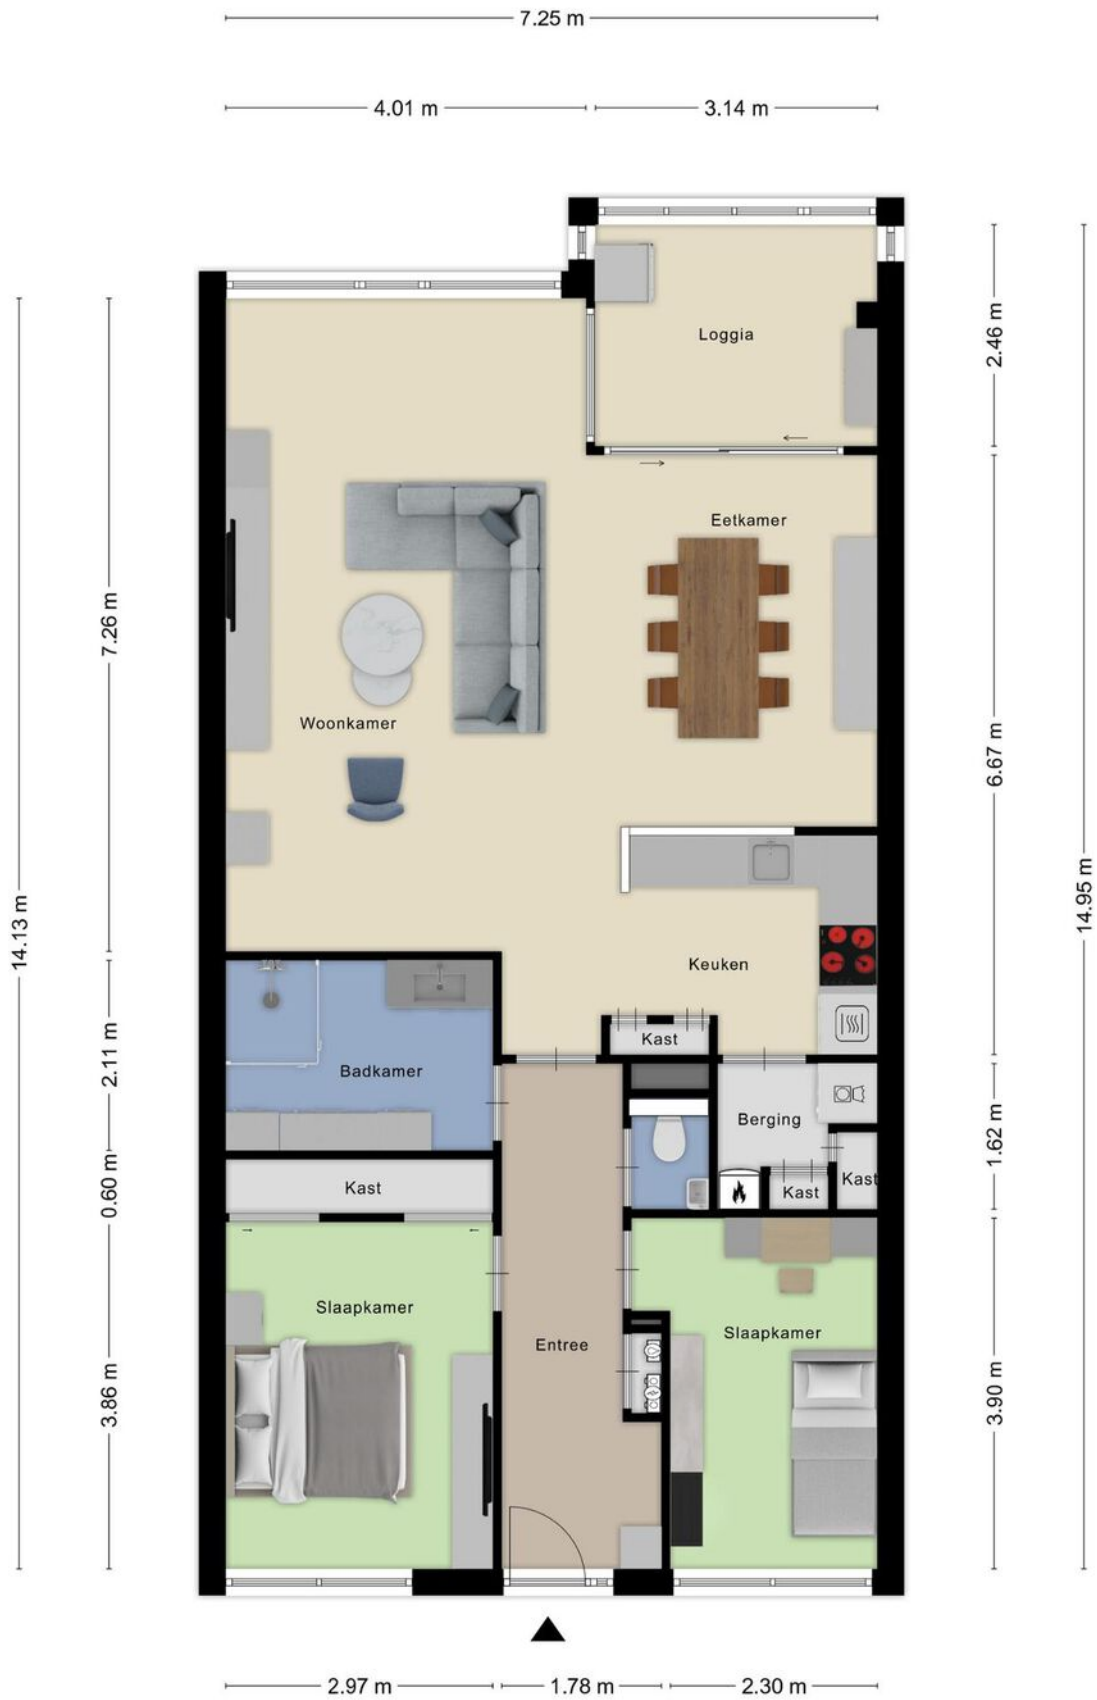 7.25 m
4.01 m
3.14 m
Loggia
2.46 m
Eetkamer
7.26 m
Woonkamer
6.67 m
14.13 m
14.95 m
Keuken
Kast
Badkamer
2.11 m
Berging
1.62 m
Kast
Kast
Kast
0.60 m
Slaapkamer
Slaapkamer
Entree
3.86 m
3.90 m
2.97 m
1.78 m
2.30 m